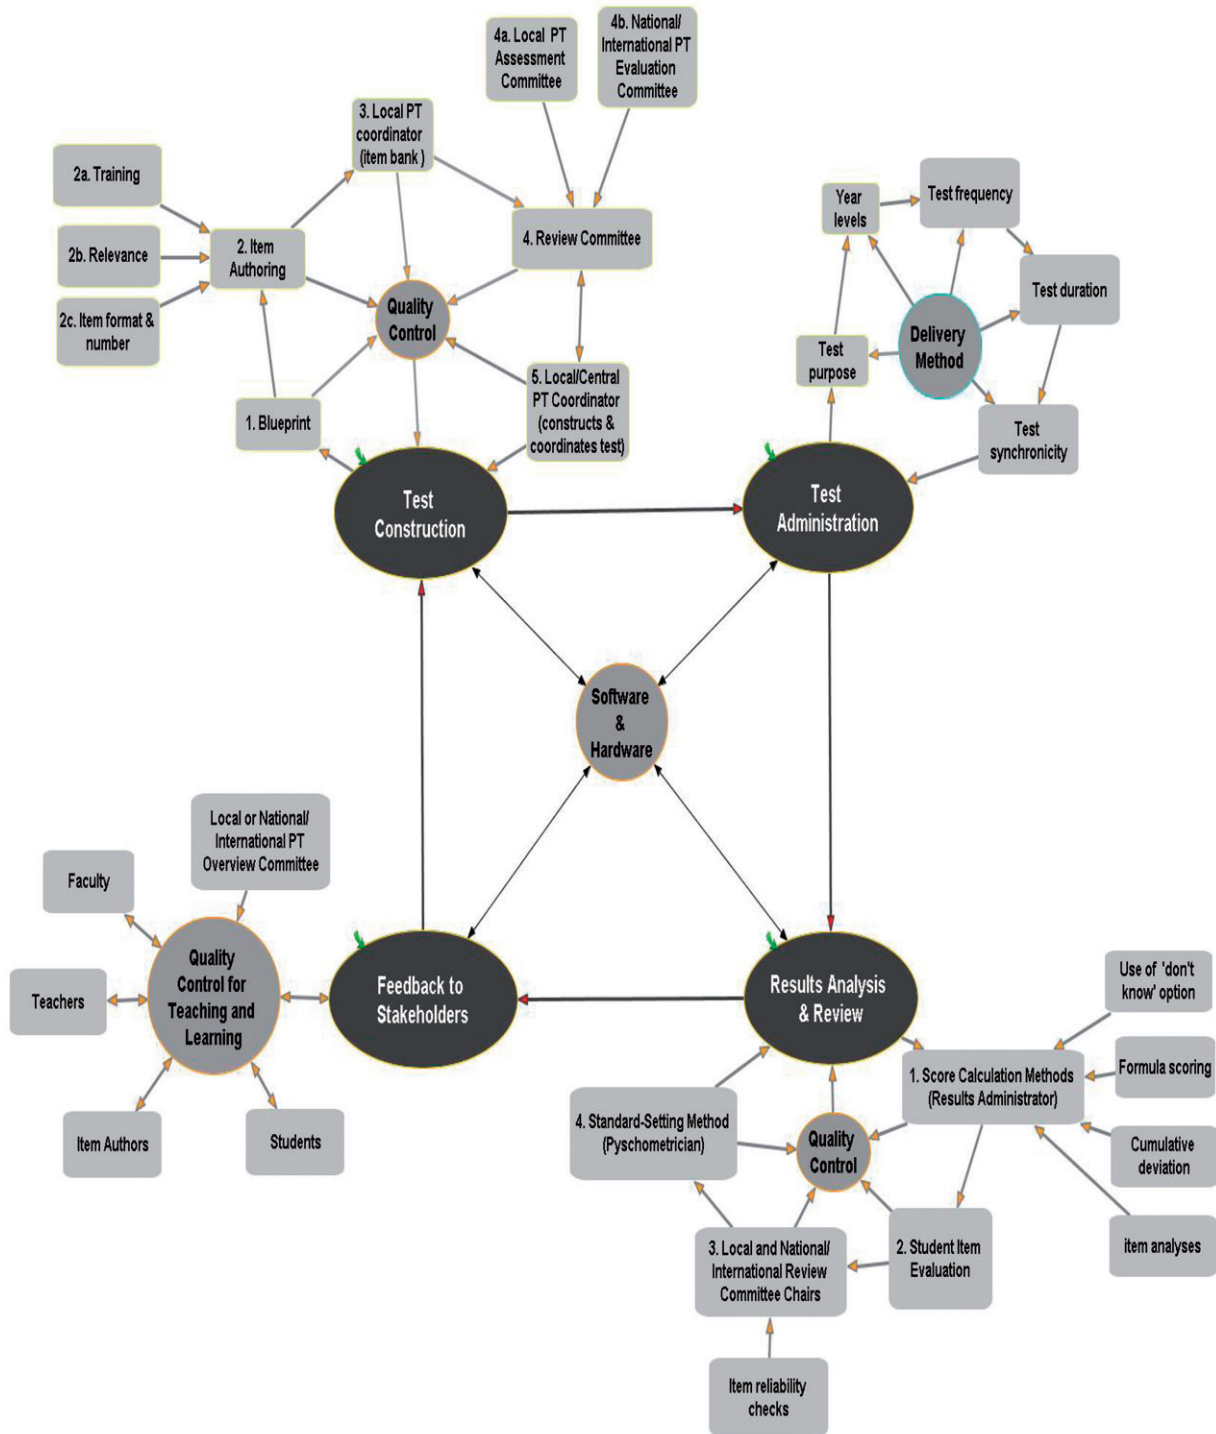 4a. Local PT
Assessment
Committee
4b. National/
International PT
Evaluation
Committee
3. Local PT
coordinator
(item bank )
2a. Training
2b. Relevance
2c. Item format &
number
2. Item
Authoring
4. Review Committee
Quality
Control
1. Blueprint
5. Local/Central
PT Coordinator
(constructs &
coordinates test)
Test
Construction
Year
levels
Test frequency
Test duration
Delivery
Method
Test
purpose
Test
synchronicity
Test
Administration
Software
&
Hardware
Local or National/
International PT
Overview Committee
Faculty
Teachers
Quality
Control for
Teaching and
Learning
Item Authors
Students
Feedback to
Stakeholders
Results Analysis
& Review
Use of 'don't
know' option
1. Score Calculation Methods
(Results Administrator)
Formula scoring
Cumulative
deviation
item analyses
4. Standard-Setting Method
(Pyschometrician)
Quality
Control
3. Local and National/
International Review
Committee Chairs
2. Student Item
Evaluation
Item reliability
checks